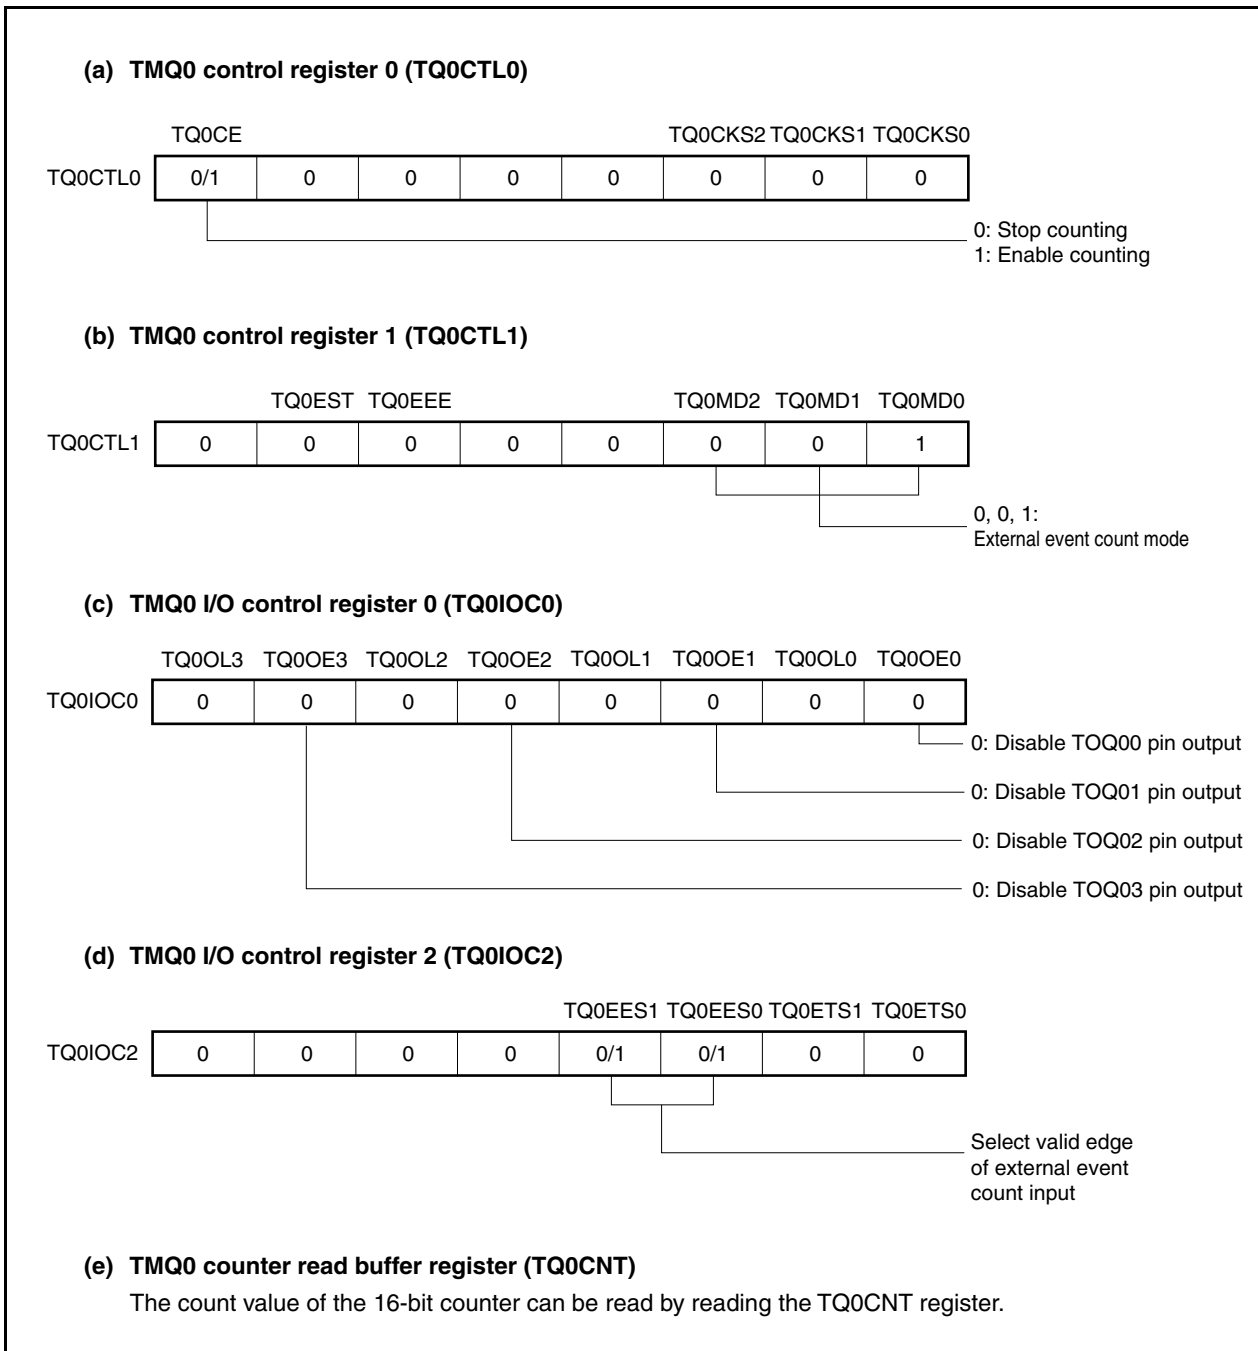 (a) TMQ0 control register 0 (TQ0CTL0)
TQ0CE TQ0CKS2 TQ0CKS1 TQ0CKS0
TQ0CTL0 0/1 0 0 0 0 0 0 0
0: Stop counting
1: Enable counting
(b) TMQ0 control register 1 (TQ0CTL1)
TQ0EST TQ0EEE TQ0MD2 TQ0MD1 TQ0MD0
TQ0CTL1 0 0 0 0 0 0 0 1
0, 0, 1:
External event count mode
(c) TMQ0 I/O control register 0 (TQ0IOC0)
TQ0OL3 TQ0OE3 TQ0OL2 TQ0OE2 TQ0OL1 TQ0OE1 TQ0OL0 TQ0OE0
TQ0IOC0 0 0 0 0 0 0 0 0
0: Disable TOQ00 pin output
0: Disable TOQ01 pin output
0: Disable TOQ02 pin output
0: Disable TOQ03 pin output
(d) TMQ0 I/O control register 2 (TQ0IOC2)
TQ0EES1 TQ0EES0 TQ0ETS1 TQ0ETS0
TQ0IOC2 0 0 0 0 0/1 0/1 0 0
Select valid edge
of external event
count input
(e) TMQ0 counter read buffer register (TQ0CNT)
The count value of the 16-bit counter can be read by reading the TQ0CNT register.